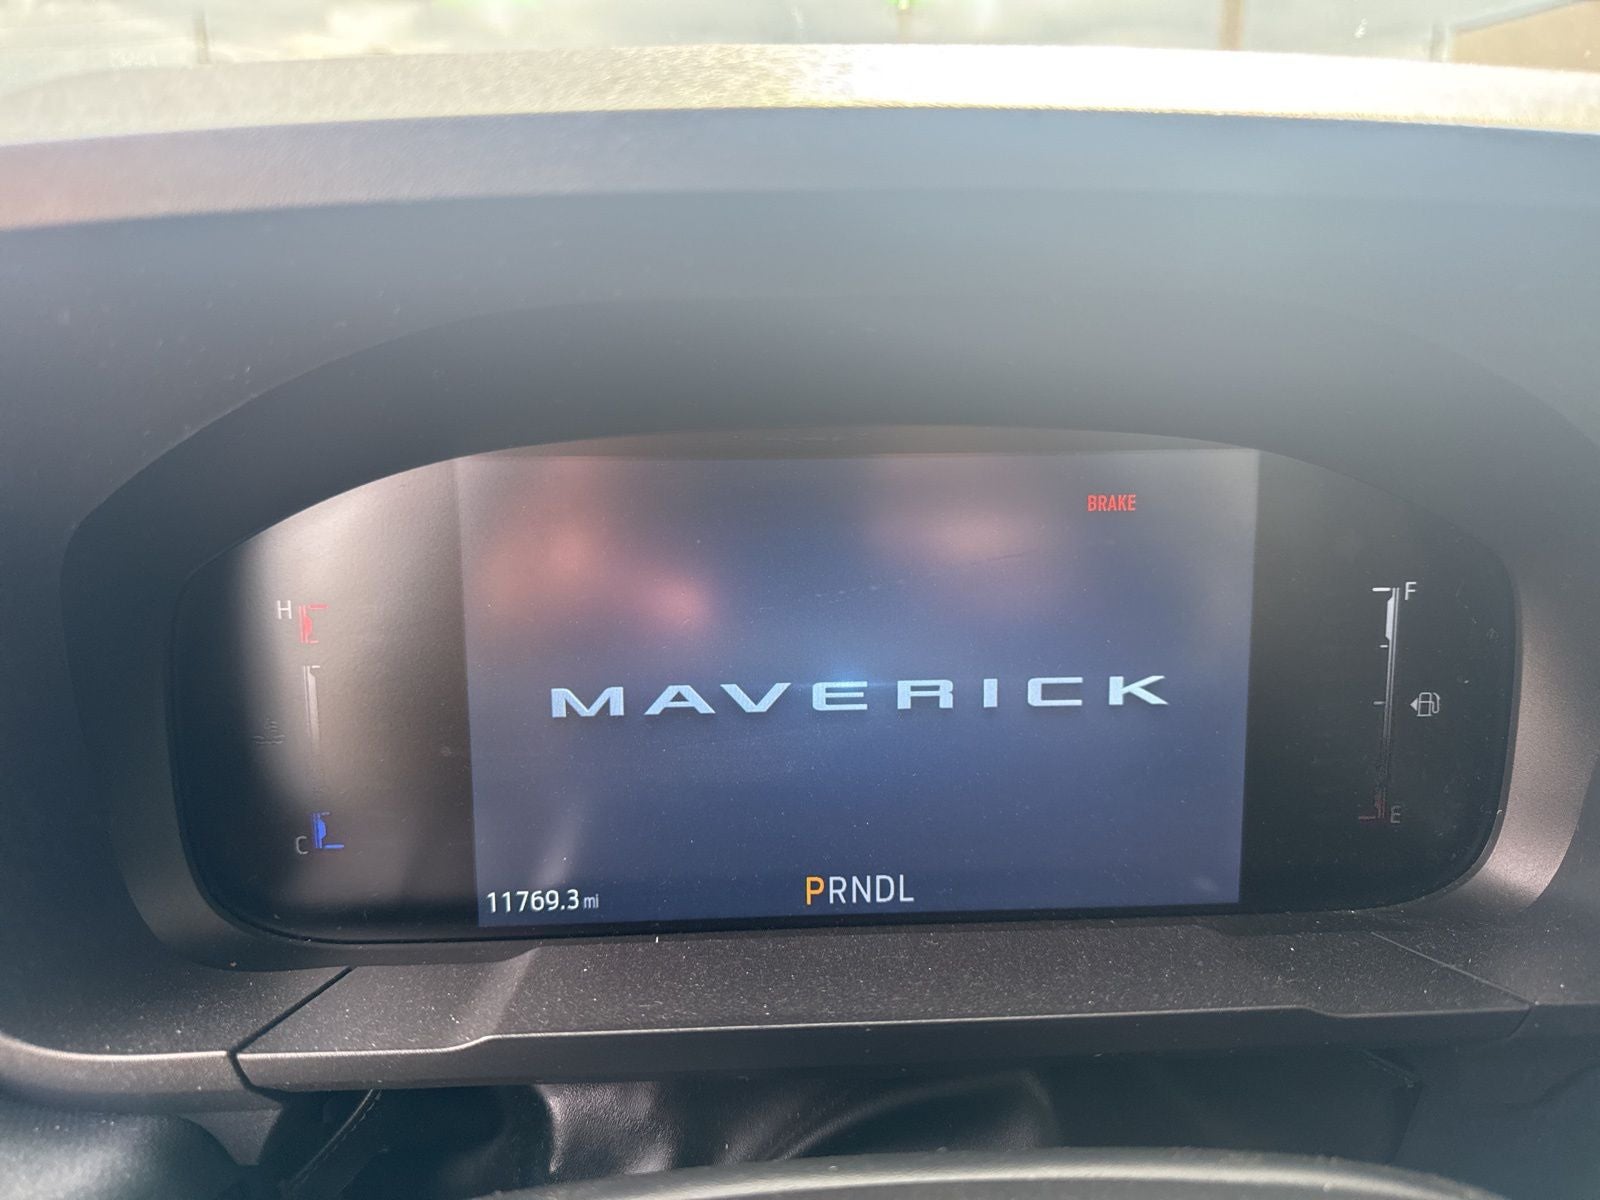 BRAKE
H
F
MAVERICK
C
E
11769.3 mi
PRNDL